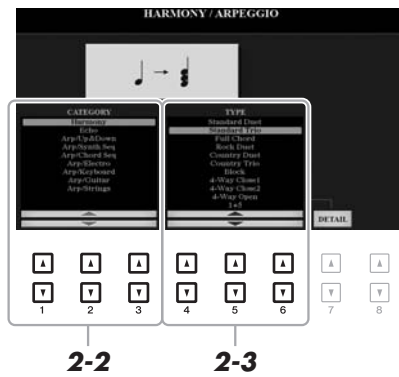 HARMONY / ARPEGGIO
CATEGORY
Harmony
Echo
Arp/Up&Down
Arp/Synth Seq
Arp/Chord Seq
Arp/Electro
Arp/Keyboard
Arp/Guitar
Arp/Strings
TYPE
Standard Duet
Standard Trio
Full Chord
Rock Duet
Country Duet
Country Trio
Block
4-Way Close1
4-Way Close2
4-Way Open
1+5
DETAIL
1 2 3 4 5 6 7 8
2-2 2-3